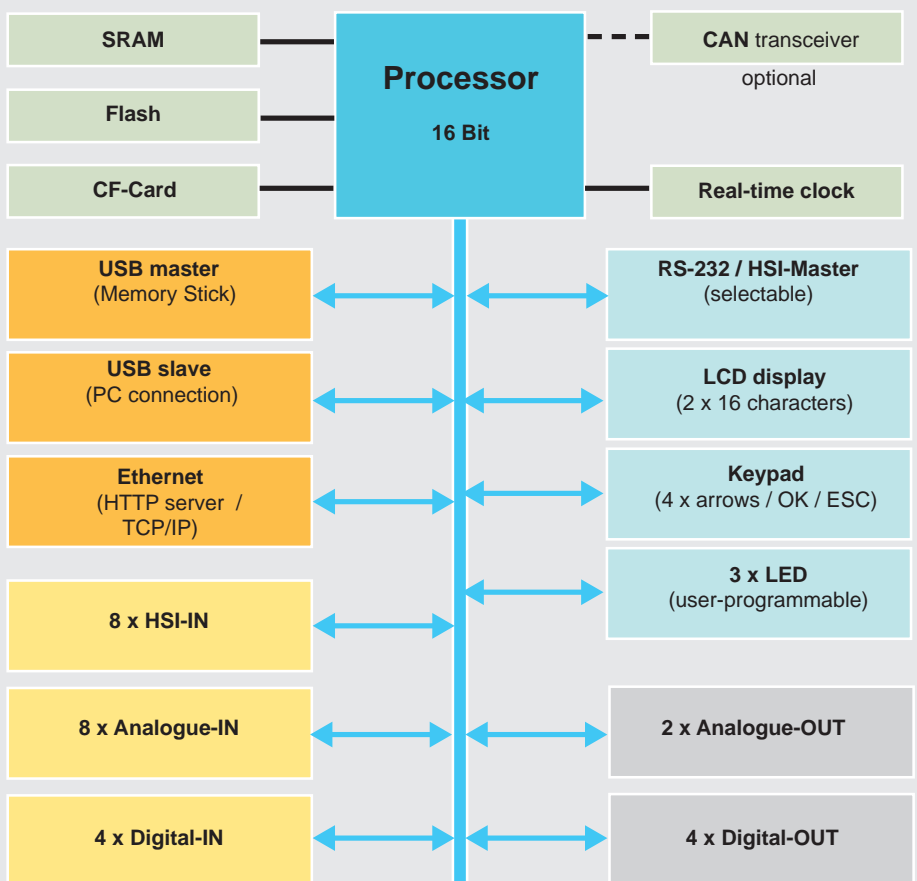 SRAM
Flash
CF-Card
Processor
16 Bit
CAN transceiver
optional
Real-time clock
USB master
(Memory Stick)
USB slave
(PC connection)
Ethernet
(HTTP server /
TCP/IP)
8 x HSI-IN
8 x Analogue-IN
4 x Digital-IN
RS-232 / HSI-Master
(selectable)
LCD display
(2 x 16 characters)
Keypad
(4 x arrows / OK / ESC)
3 x LED
(user-programmable)
2 x Analogue-OUT
4 x Digital-OUT